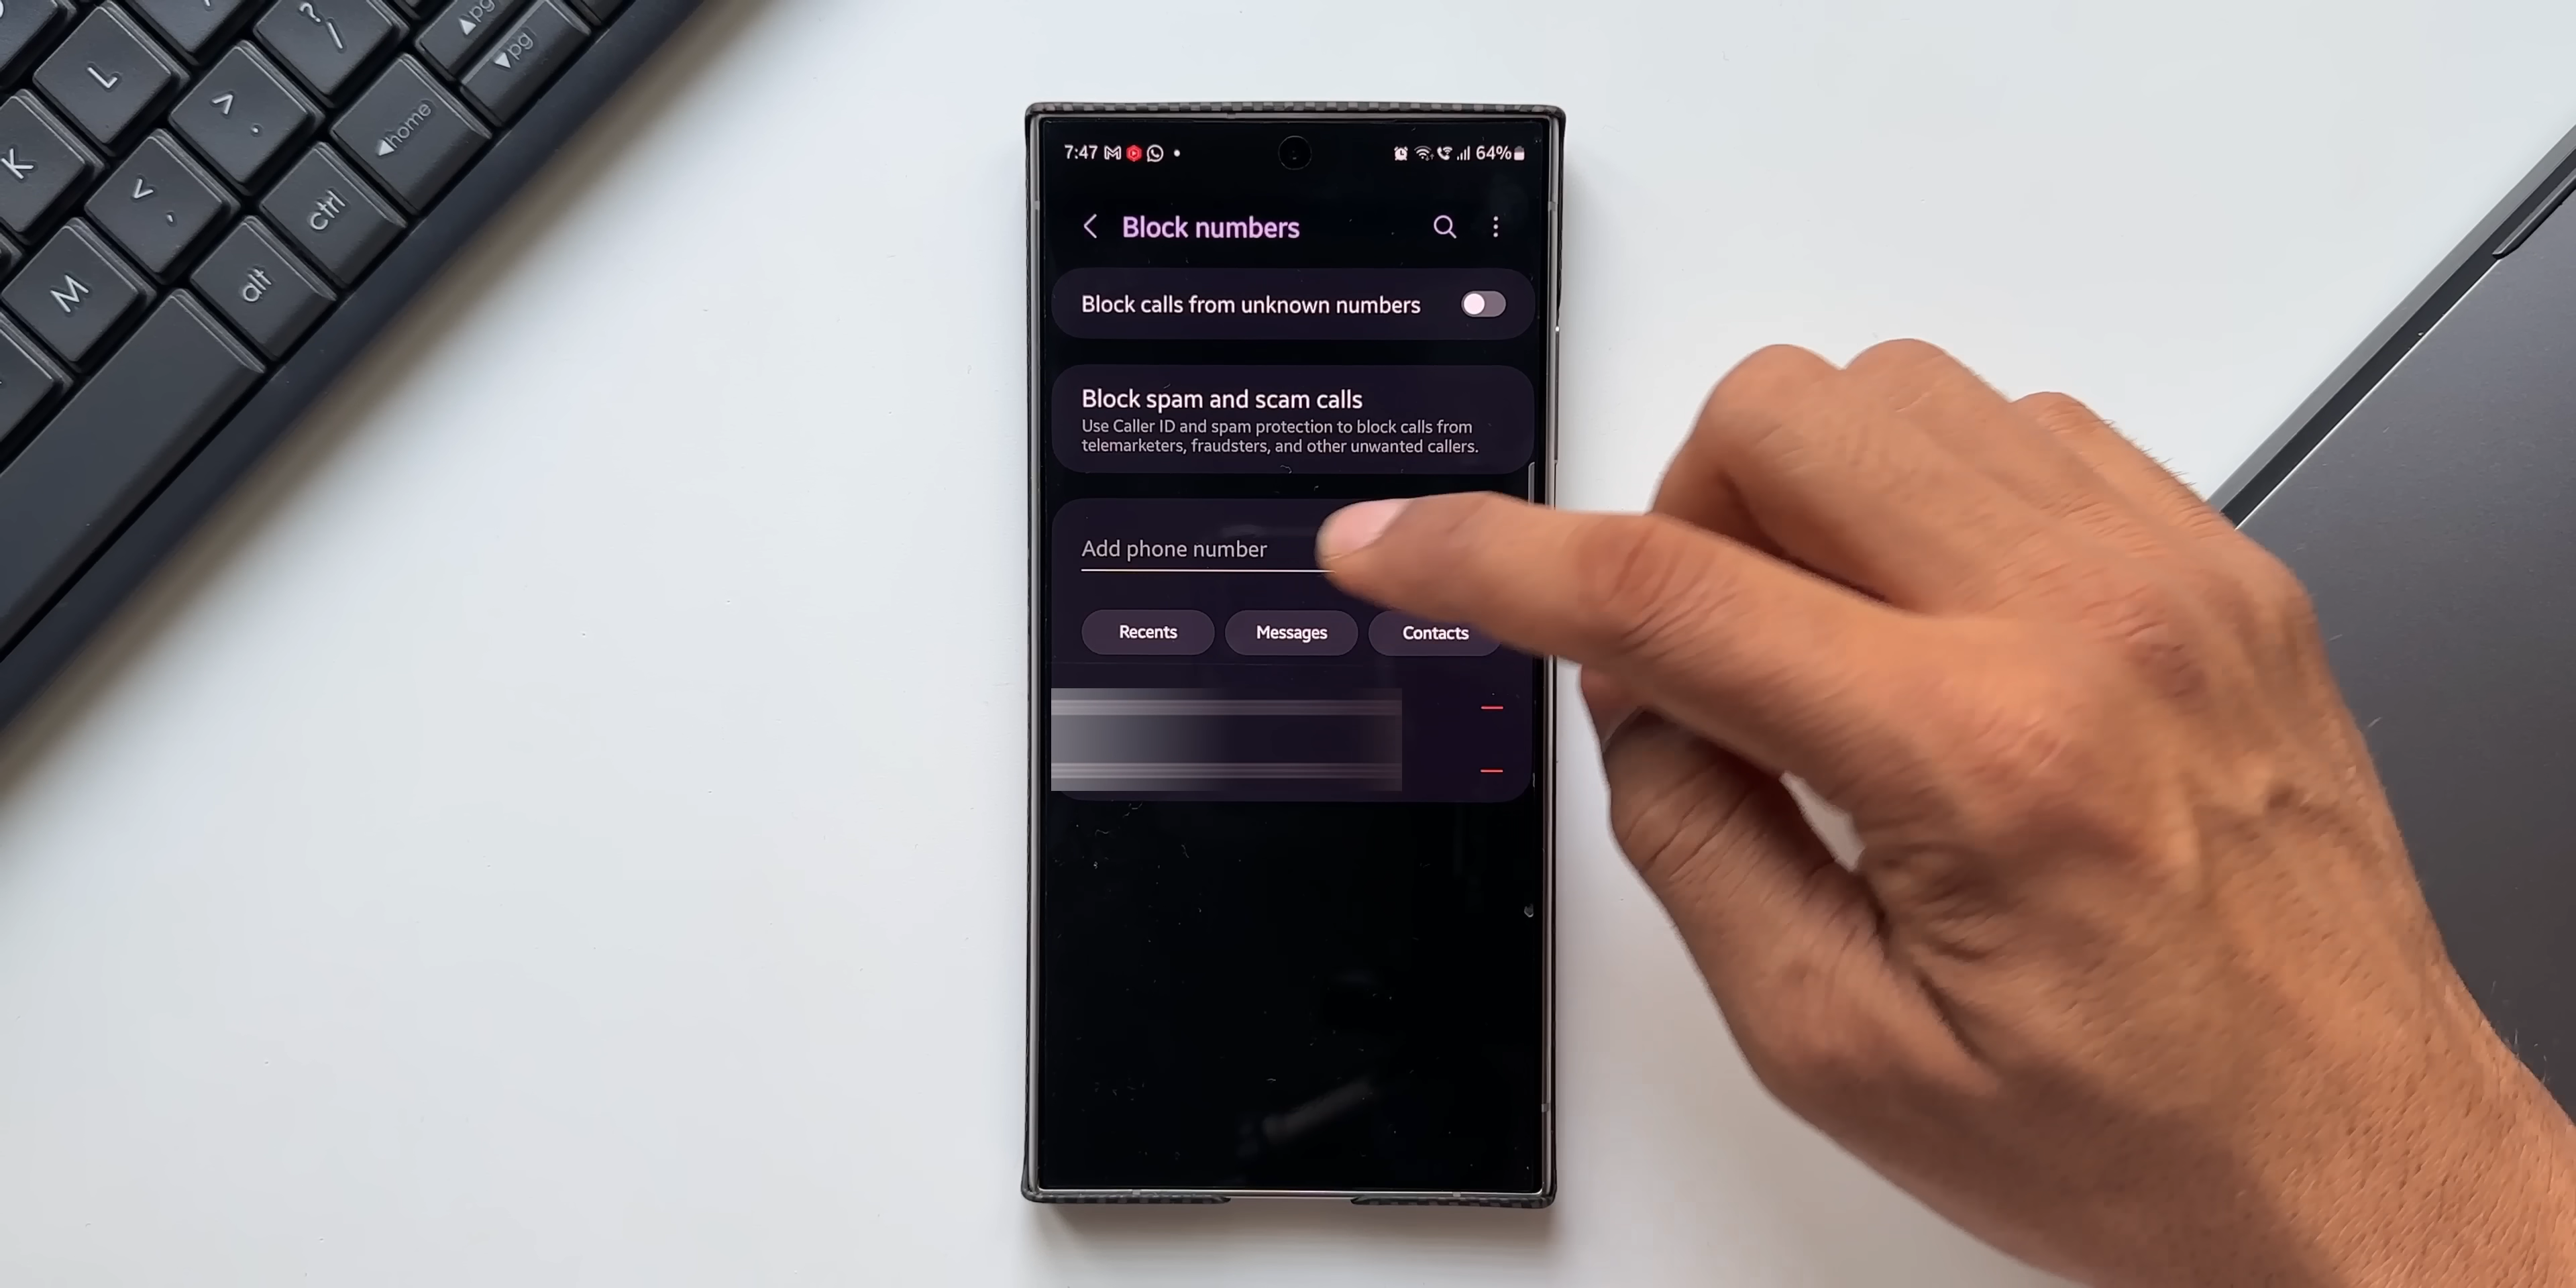 L
?
/
▲pg
▼pg
K
>
.
◀home
<
,
ctrl
M
alt
7:47
64%
Block numbers
Block calls from unknown numbers
Block spam and scam calls
Use Caller ID and spam protection to block calls from
telemarketers, fraudsters, and other unwanted callers.
Add phone number
Recents Messages Contacts